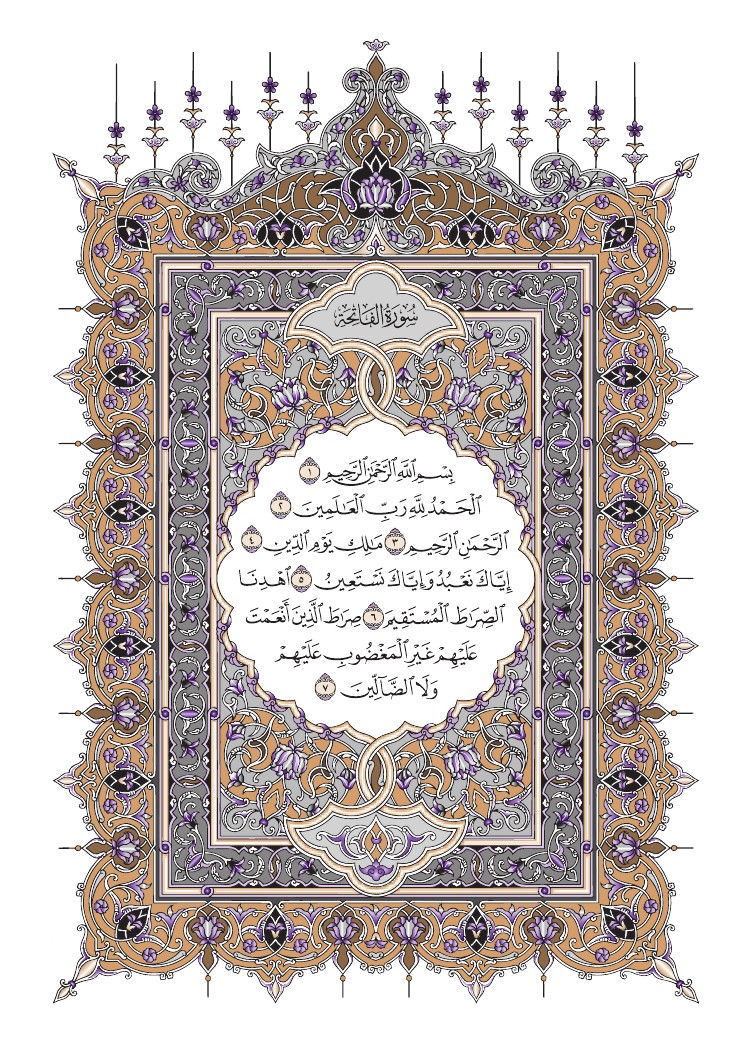 سُورَةُ الفَاتِحَةِ
بِسۡمِ ٱللَّهِ ٱلرَّحۡمَٰنِ ٱلرَّحِيمِ ١
ٱلۡحَمۡدُ لِلَّهِ رَبِّ ٱلۡعَٰلَمِينَ ٢
ٱلرَّحۡمَٰنِ ٱلرَّحِيمِ ٣ مَٰلِكِ يَوۡمِ ٱلدِّينِ ٤
إِيَّاكَ نَعۡبُدُ وَإِيَّاكَ نَسۡتَعِينُ ٥ ٱهۡدِنَا
ٱلصِّرَٰطَ ٱلۡمُسۡتَقِيمَ ٦ صِرَٰطَ ٱلَّذِينَ أَنۡعَمۡتَ
عَلَيۡهِمۡ غَيۡرِ ٱلۡمَغۡضُوبِ عَلَيۡهِمۡ
وَلَا ٱلضَّآلِّينَ ٧